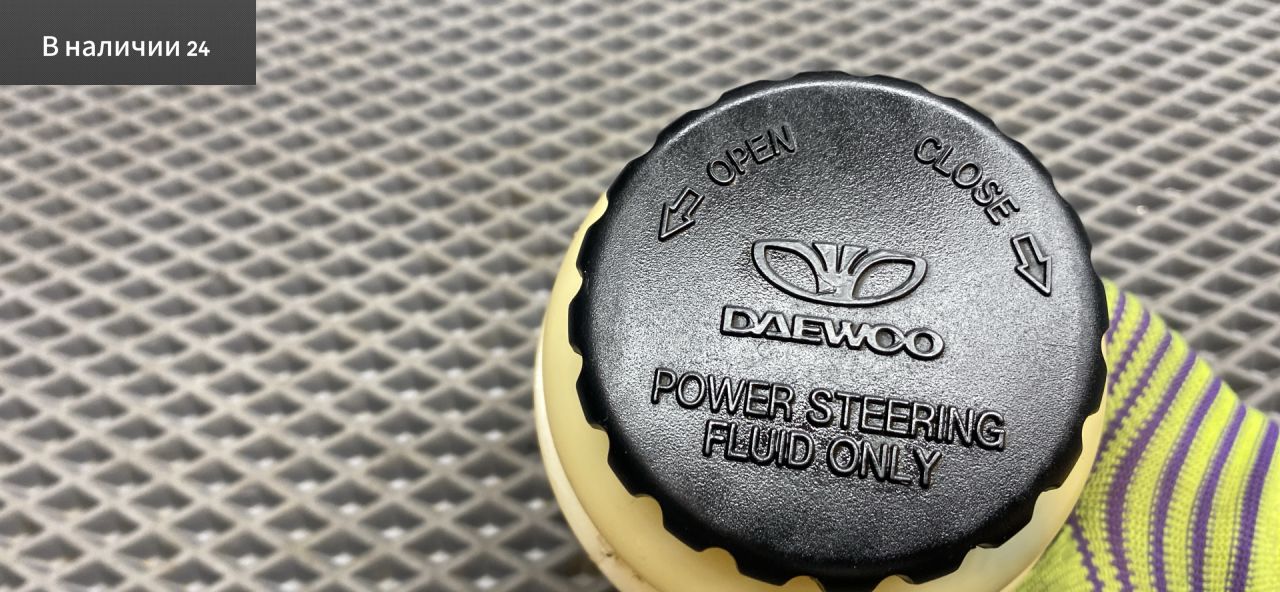 В наличии 24
OPEN
CLOSE
DAEWOO
POWER STEERING
FLUID ONLY